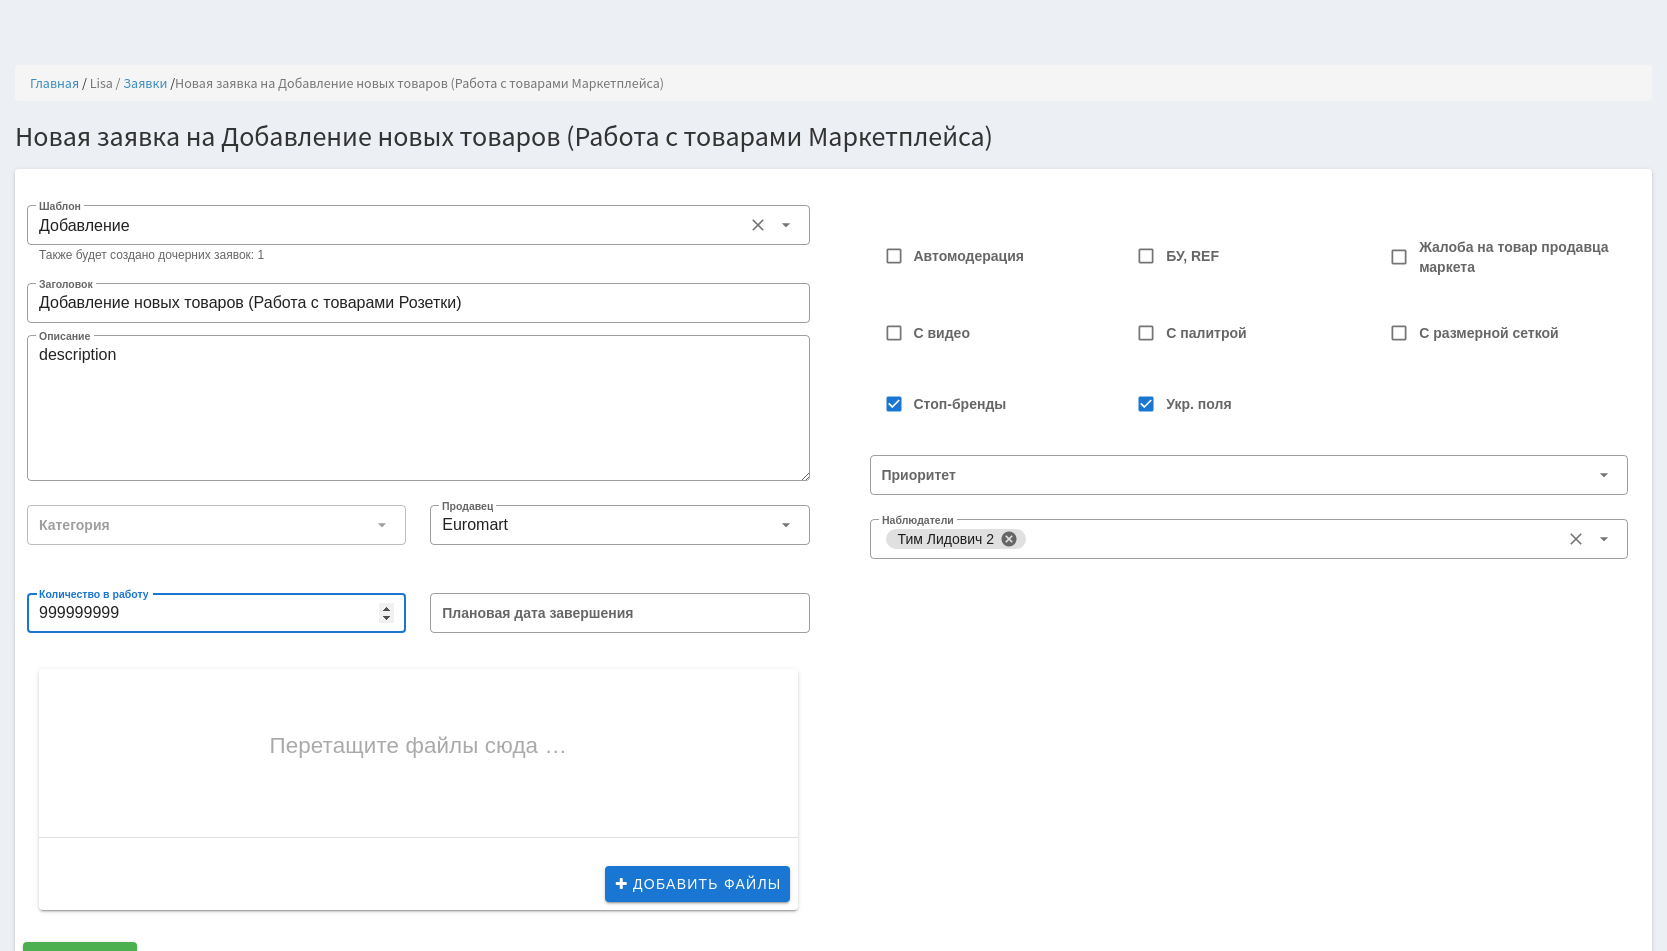 Главная / Lisa / Заявки /Новая заявка на Добавление новых товаров (Работа с товарами Маркетплейса)
Новая заявка на Добавление новых товаров (Работа с товарами Маркетплейса)
Шаблон
Добавление
Также будет создано дочерних заявок: 1
Заголовок
Добавление новых товаров (Работа с товарами Розетки)
Описание
description
Категория
Продавец
Euromart
Количество в работу
999999999
Плановая дата завершения
Перетащите файлы сюда …
ДОБАВИТЬ ФАЙЛЫ
Автомодерация
БУ, REF
Жалоба на товар продавца
маркета
С видео
С палитрой
С размерной сеткой
Стоп-бренды
Укр. поля
Приоритет
Наблюдатели
Тим Лидович 2